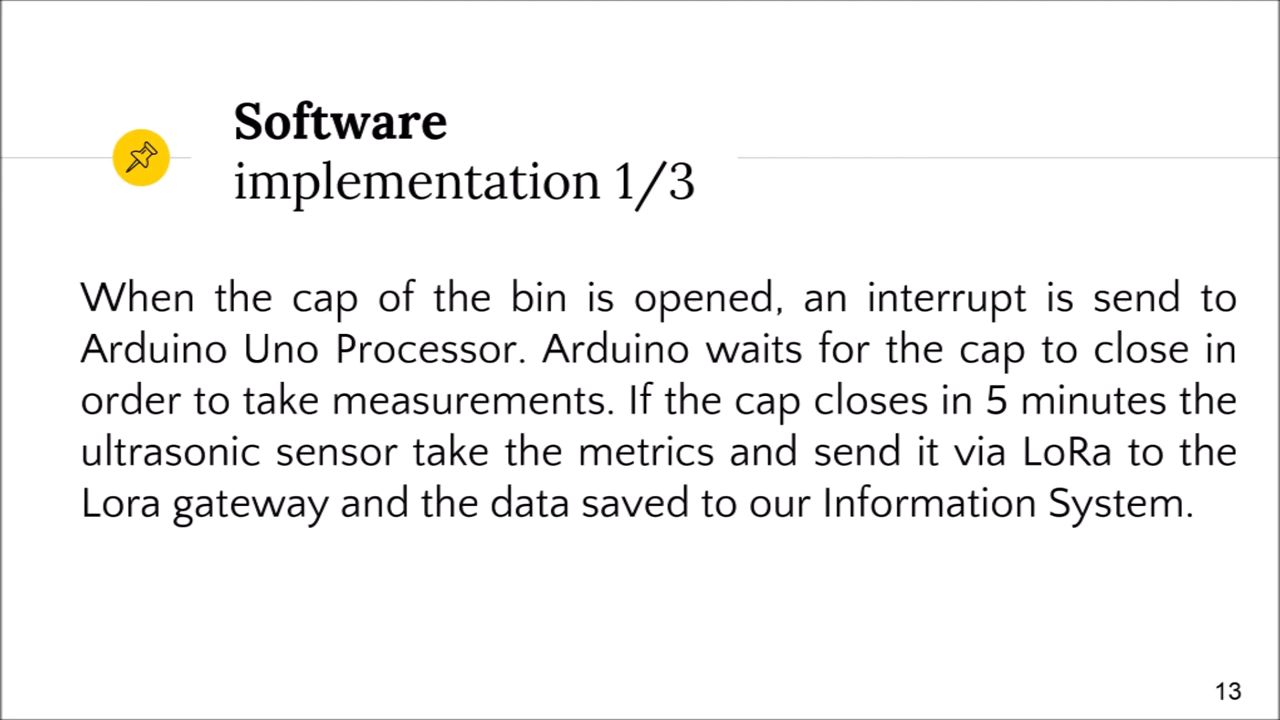 Software
implementation 1/3
When the cap of the bin is opened, an interrupt is send to
Arduino Uno Processor. Arduino waits for the cap to close in
order to take measurements. If the cap closes in 5 minutes the
ultrasonic sensor take the metrics and send it via LoRa to the
Lora gateway and the data saved to our Information System.
13